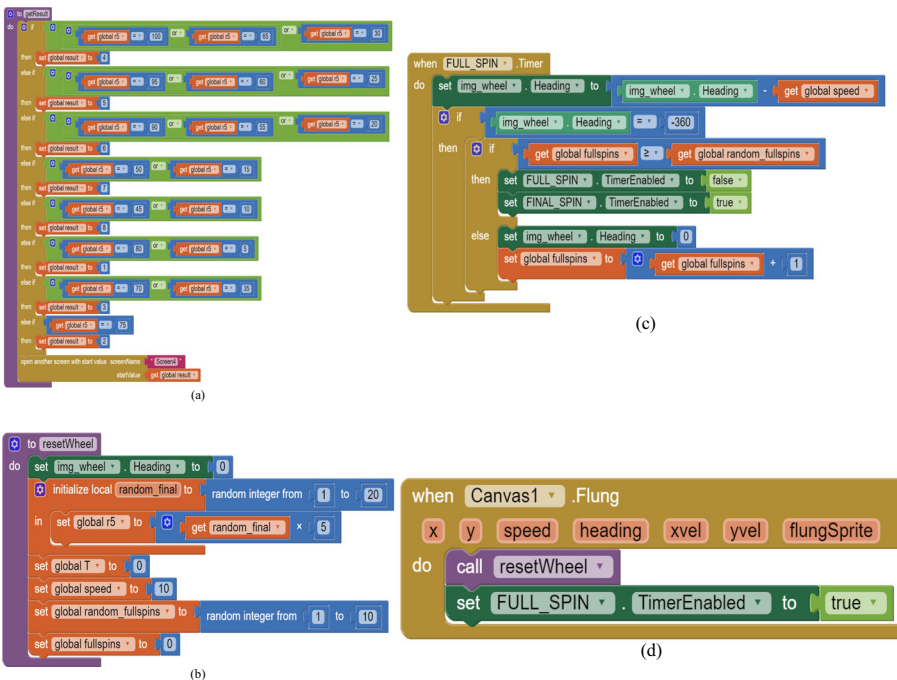 to getResult
do if get global r5 = 100 or get global r5 = 65 or get global r5 = 30
then set global result to 4
else if get global r5 = 95 or get global r5 = 60 or get global r5 = 25
then set global result to 5
else if get global r5 = 90 or get global r5 = 55 or get global r5 = 20
then set global result to 6
else if get global r5 = 50 or get global r5 = 15
then set global result to 7
else if get global r5 = 45 or get global r5 = 10
then set global result to 8
else if get global r5 = 80 or get global r5 = 5
then set global result to 1
else if get global r5 = 70 or get global r5 = 35
then set global result to 3
else if get global r5 = 75
then set global result to 2
open another screen with start value screenName " Screen4 "
startValue get global result
(a)
to resetWheel
do set img_wheel . Heading to 0
initialize local random_final to random integer from 1 to 20
in set global r5 to get random_final × 5
set global T to 0
set global speed to 10
set global random_fullspins to random integer from 1 to 10
set global fullspins to 0
(b)
when FULL_SPIN .Timer
do set img_wheel . Heading to img_wheel . Heading - get global speed
if img_wheel . Heading = -360
then if get global fullspins ≥ get global random_fullspins
then set FULL_SPIN . TimerEnabled to false
set FINAL_SPIN . TimerEnabled to true
else set img_wheel . Heading to 0
set global fullspins to get global fullspins + 1
(c)
when Canvas1 .Flung
x y speed heading xvel yvel flungSprite
do call resetWheel
set FULL_SPIN . TimerEnabled to true
(d)